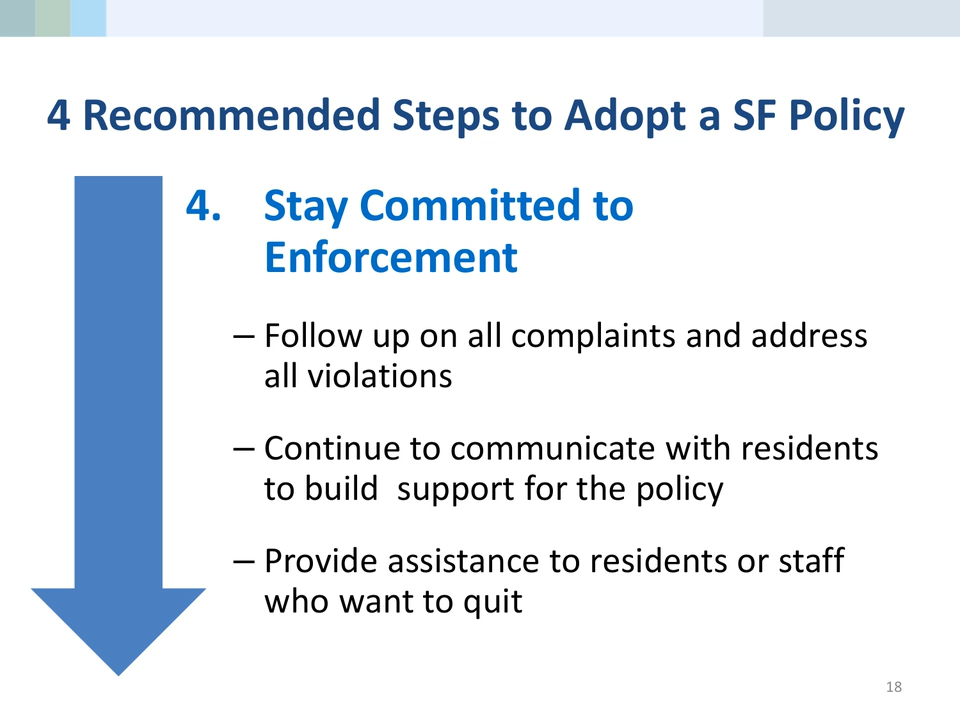 4 Recommended Steps to Adopt a SF Policy
4. Stay Committed to
Enforcement
– Follow up on all complaints and address
all violations
– Continue to communicate with residents
to build  support for the policy
– Provide assistance to residents or staff
who want to quit
18